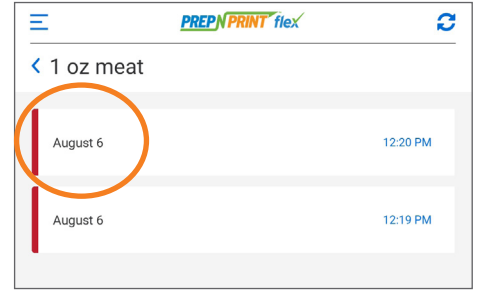 PREPNPRINT flex
1 oz meat
August 6 12:20 PM
August 6 12:19 PM